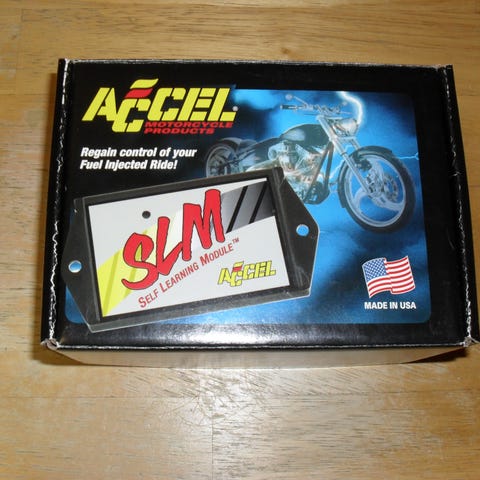 ACCEL®
MOTORCYCLE
PRODUCTS
Regain control of your
Fuel Injected Ride!
SLM
SELF LEARNING MODULE™
ACCEL
MADE IN USA